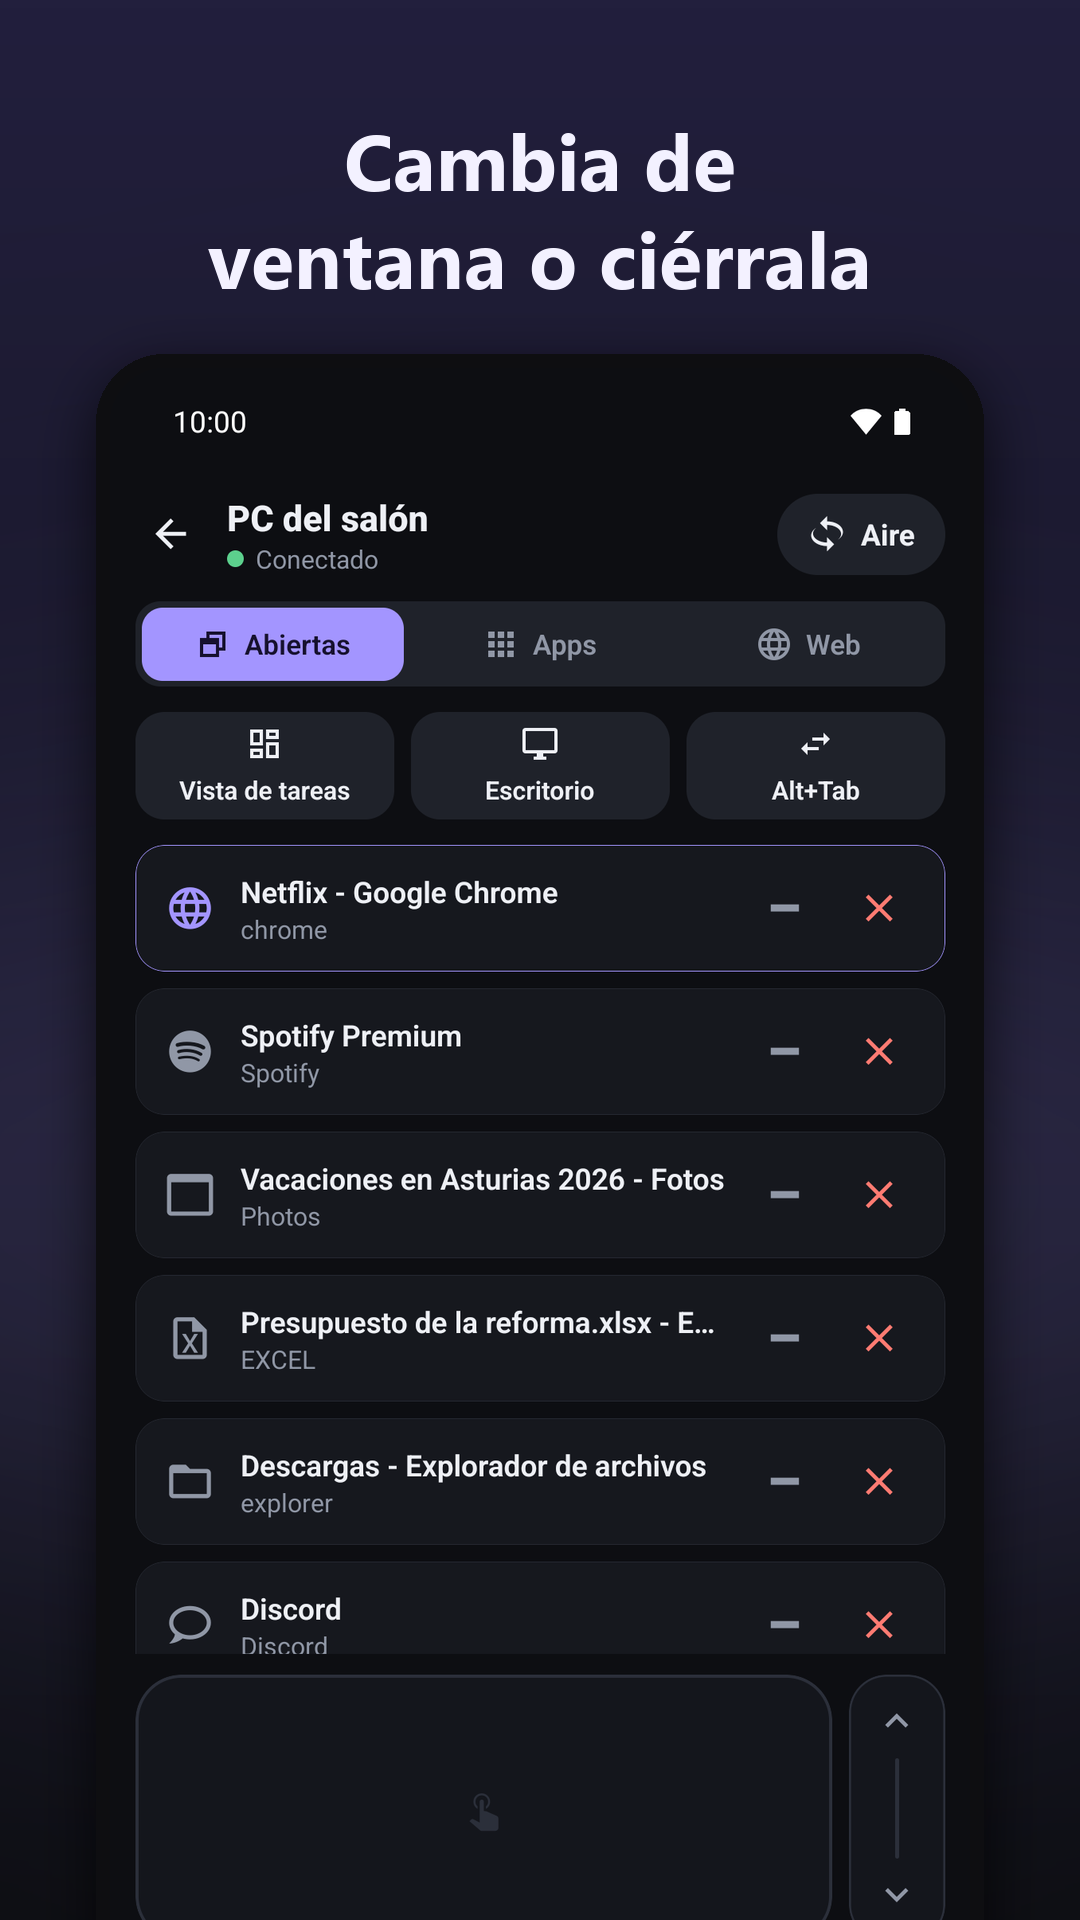 Cambia de
ventana o ciérrala
10:00
PC del salón
Conectado
Aire
Abiertas
Apps
Web
Vista de tareas
Escritorio
Alt+Tab
Netflix - Google Chrome
chrome
Spotify Premium
Spotify
Vacaciones en Asturias 2026 - Fotos
Photos
Presupuesto de la reforma.xlsx - E...
EXCEL
Descargas - Explorador de archivos
explorer
Discord
Discord